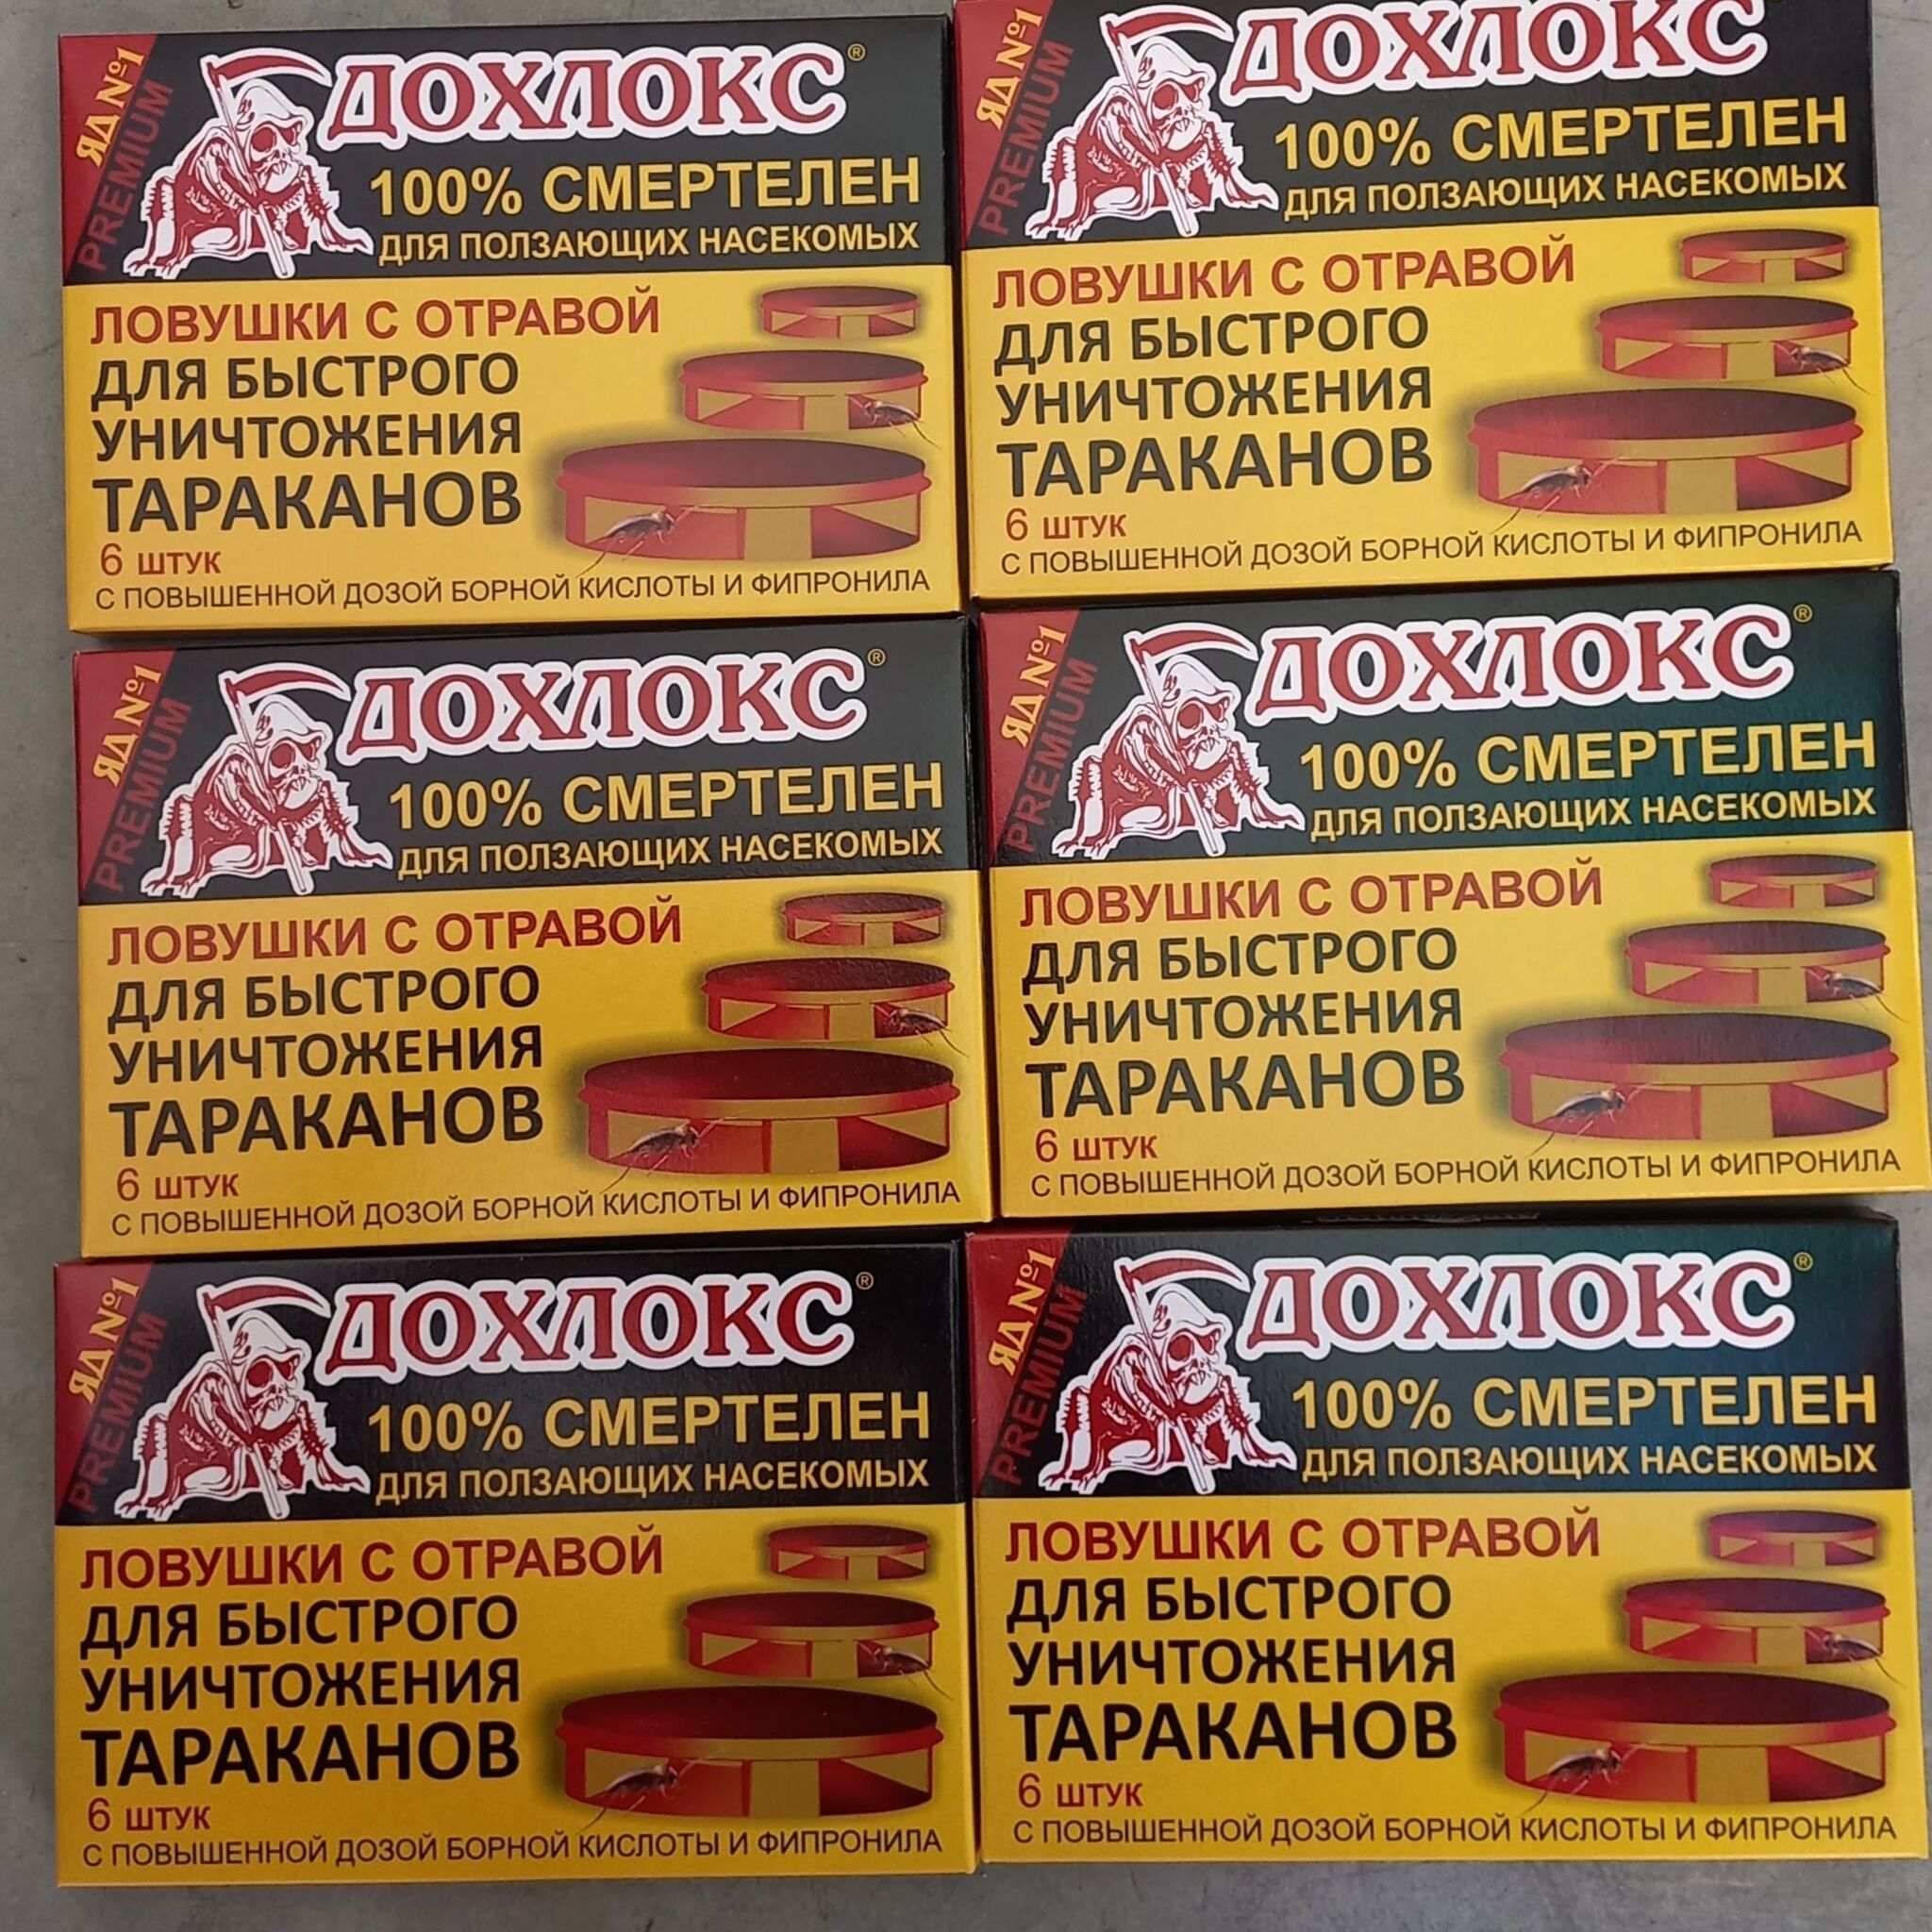 ЯД №1
PREMIUM
ДОХЛОКС®
100% СМЕРТЕЛЕН
ДЛЯ ПОЛЗАЮЩИХ НАСЕКОМЫХ
ЛОВУШКИ С ОТРАВОЙ
ДЛЯ БЫСТРОГО
УНИЧТОЖЕНИЯ
ТАРАКАНОВ
6 ШТУК
С ПОВЫШЕННОЙ ДОЗОЙ БОРНОЙ КИСЛОТЫ И ФИПРОНИЛА
ЯД №1
PREMIUM
ДОХЛОКС
100% СМЕРТЕЛЕН
ДЛЯ ПОЛЗАЮЩИХ НАСЕКОМЫХ
ЛОВУШКИ С ОТРАВОЙ
ДЛЯ БЫСТРОГО
УНИЧТОЖЕНИЯ
ТАРАКАНОВ
6 ШТУК
С ПОВЫШЕННОЙ ДОЗОЙ БОРНОЙ КИСЛОТЫ И ФИПРОНИЛА
ЯД №1
PREMIUM
ДОХЛОКС®
100% СМЕРТЕЛЕН
ДЛЯ ПОЛЗАЮЩИХ НАСЕКОМЫХ
ЛОВУШКИ С ОТРАВОЙ
ДЛЯ БЫСТРОГО
УНИЧТОЖЕНИЯ
ТАРАКАНОВ
6 ШТУК
С ПОВЫШЕННОЙ ДОЗОЙ БОРНОЙ КИСЛОТЫ И ФИПРОНИЛА
ЯД №1
PREMIUM
ДОХЛОКС®
100% СМЕРТЕЛЕН
ДЛЯ ПОЛЗАЮЩИХ НАСЕКОМЫХ
ЛОВУШКИ С ОТРАВОЙ
ДЛЯ БЫСТРОГО
УНИЧТОЖЕНИЯ
ТАРАКАНОВ
6 ШТУК
С ПОВЫШЕННОЙ ДОЗОЙ БОРНОЙ КИСЛОТЫ И ФИПРОНИЛА
ЯД №1
PREMIUM
ДОХЛОКС®
100% СМЕРТЕЛЕН
ДЛЯ ПОЛЗАЮЩИХ НАСЕКОМЫХ
ЛОВУШКИ С ОТРАВОЙ
ДЛЯ БЫСТРОГО
УНИЧТОЖЕНИЯ
ТАРАКАНОВ
6 ШТУК
С ПОВЫШЕННОЙ ДОЗОЙ БОРНОЙ КИСЛОТЫ И ФИПРОНИЛА
ЯД №1
PREMIUM
ДОХЛОКС®
100% СМЕРТЕЛЕН
ДЛЯ ПОЛЗАЮЩИХ НАСЕКОМЫХ
ЛОВУШКИ С ОТРАВОЙ
ДЛЯ БЫСТРОГО
УНИЧТОЖЕНИЯ
ТАРАКАНОВ
6 ШТУК
С ПОВЫШЕННОЙ ДОЗОЙ БОРНОЙ КИСЛОТЫ И ФИПРОНИЛА